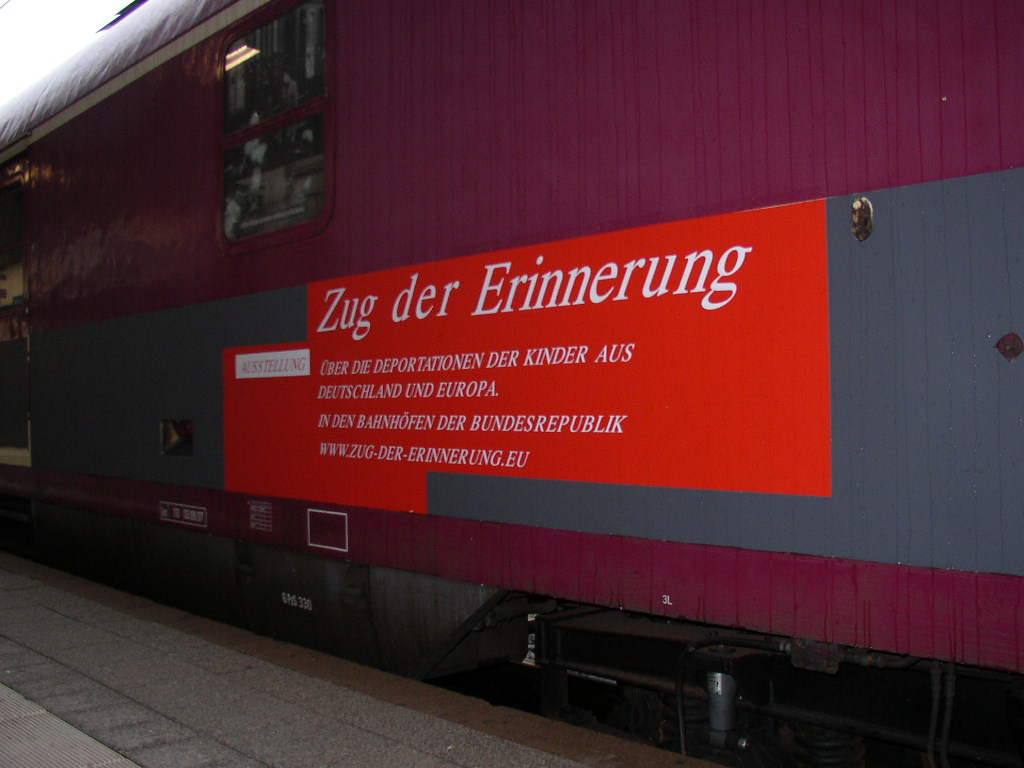 Zug der Erinnerung
AUSSTELLUNG
ÜBER DIE DEPORTATIONEN DER KINDER AUS
DEUTSCHLAND UND EUROPA.
IN DEN BAHNHÖFEN DER BUNDESREPUBLIK
WWW.ZUG-DER-ERINNERUNG.EU
3L